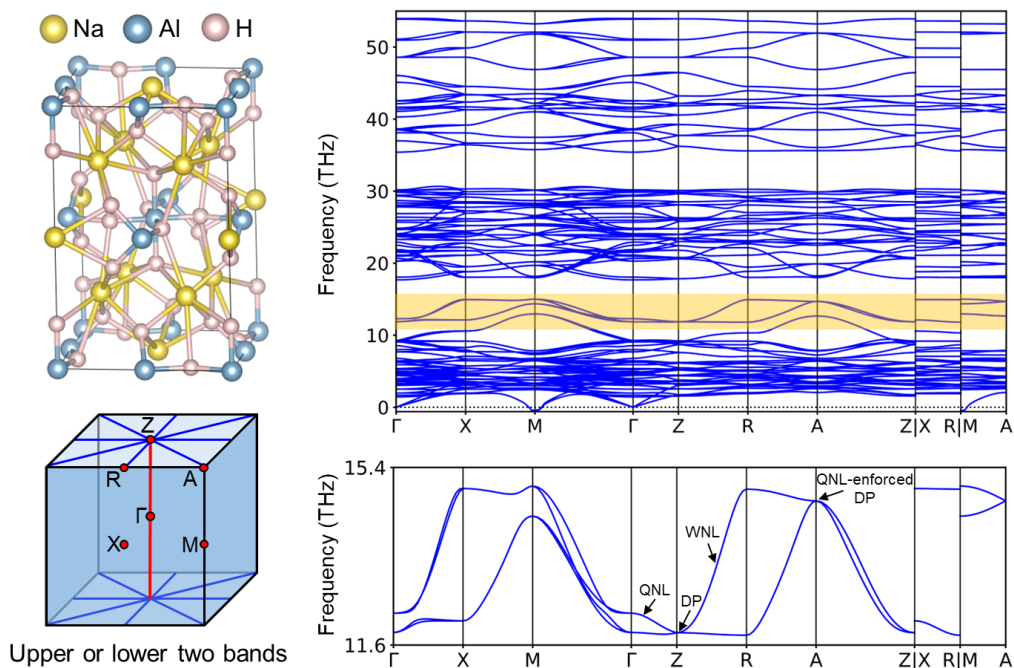 Na Al H
Frequency (THz)
50
40
30
20
10
0
Γ X M Γ Z R A Z|X R|M A
Z
R A
Γ
X M
Upper or lower two bands
Frequency (THz)
15.4
11.6
QNL-enforced
DP
WNL
QNL
DP
Γ X M Γ Z R A Z|X R|M A